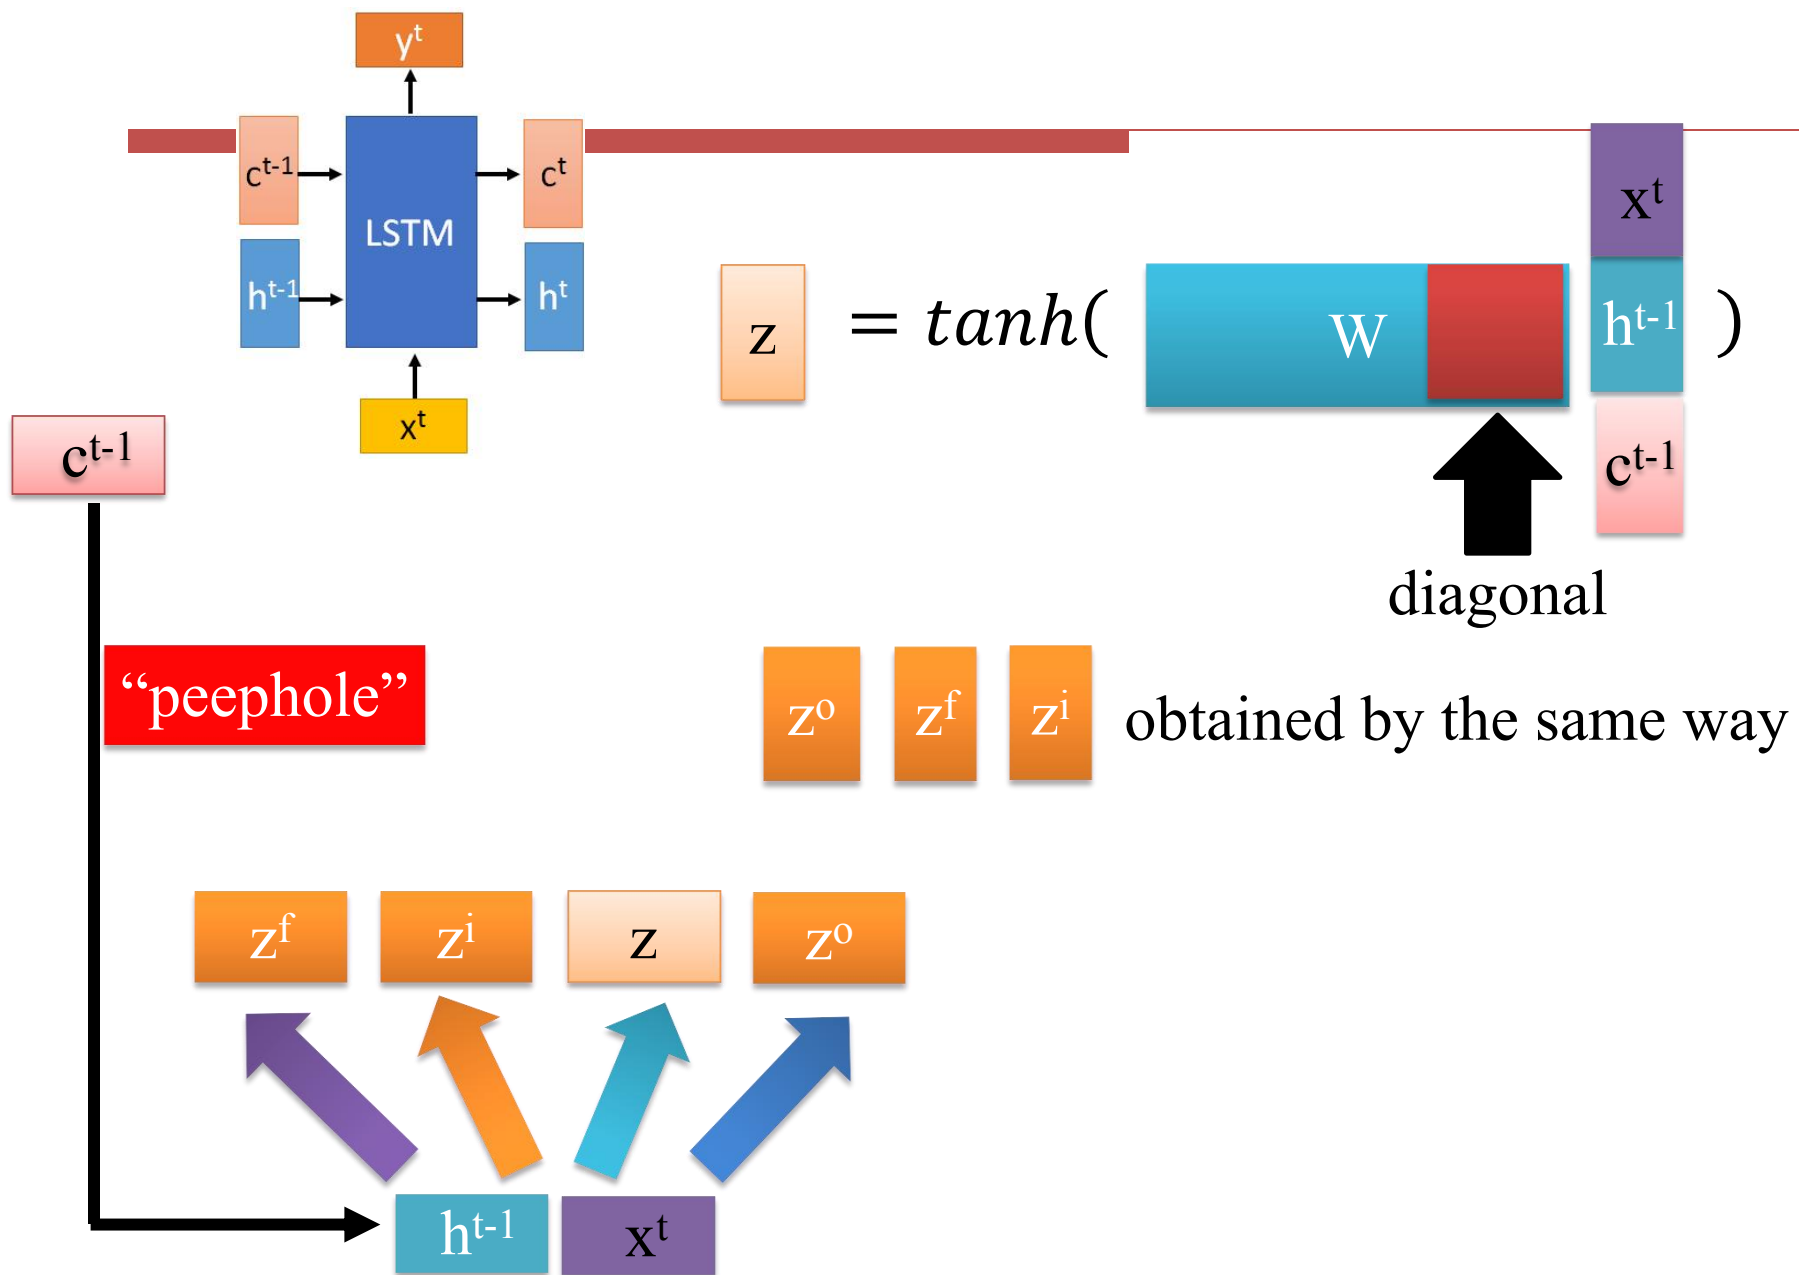 yᵗ
cᵗ⁻¹
LSTM
cᵗ
hᵗ⁻¹
hᵗ
xᵗ
z = tanh( W )
xᵗ
hᵗ⁻¹
cᵗ⁻¹
diagonal
cᵗ⁻¹
“peephole”
zᵒ zᶠ zⁱ obtained by the same way
zᶠ zⁱ z zᵒ
hᵗ⁻¹ xᵗ